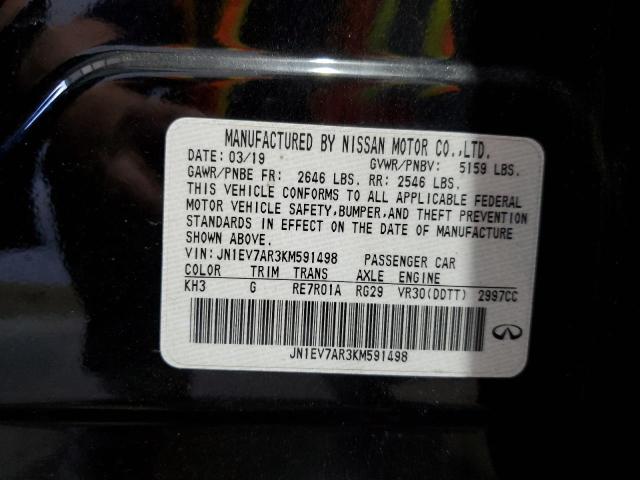 MANUFACTURED BY NISSAN MOTOR CO.,LTD.
DATE: 03/19 GVWR/PNBV: 5159 LBS.
GAWR/PNBE FR: 2646 LBS. RR: 2546 LBS.
THIS VEHICLE CONFORMS TO ALL APPLICABLE FEDERAL
MOTOR VEHICLE SAFETY,BUMPER,AND THEFT PREVENTION
STANDARDS IN EFFECT ON THE DATE OF MANUFACTURE
SHOWN ABOVE.
VIN: JN1EV7AR3KM591498 PASSENGER CAR
COLOR TRIM TRANS AXLE ENGINE
KH3 G RE7R01A RG29 VR30(DDTT) 2997CC
JN1EV7AR3KM591498